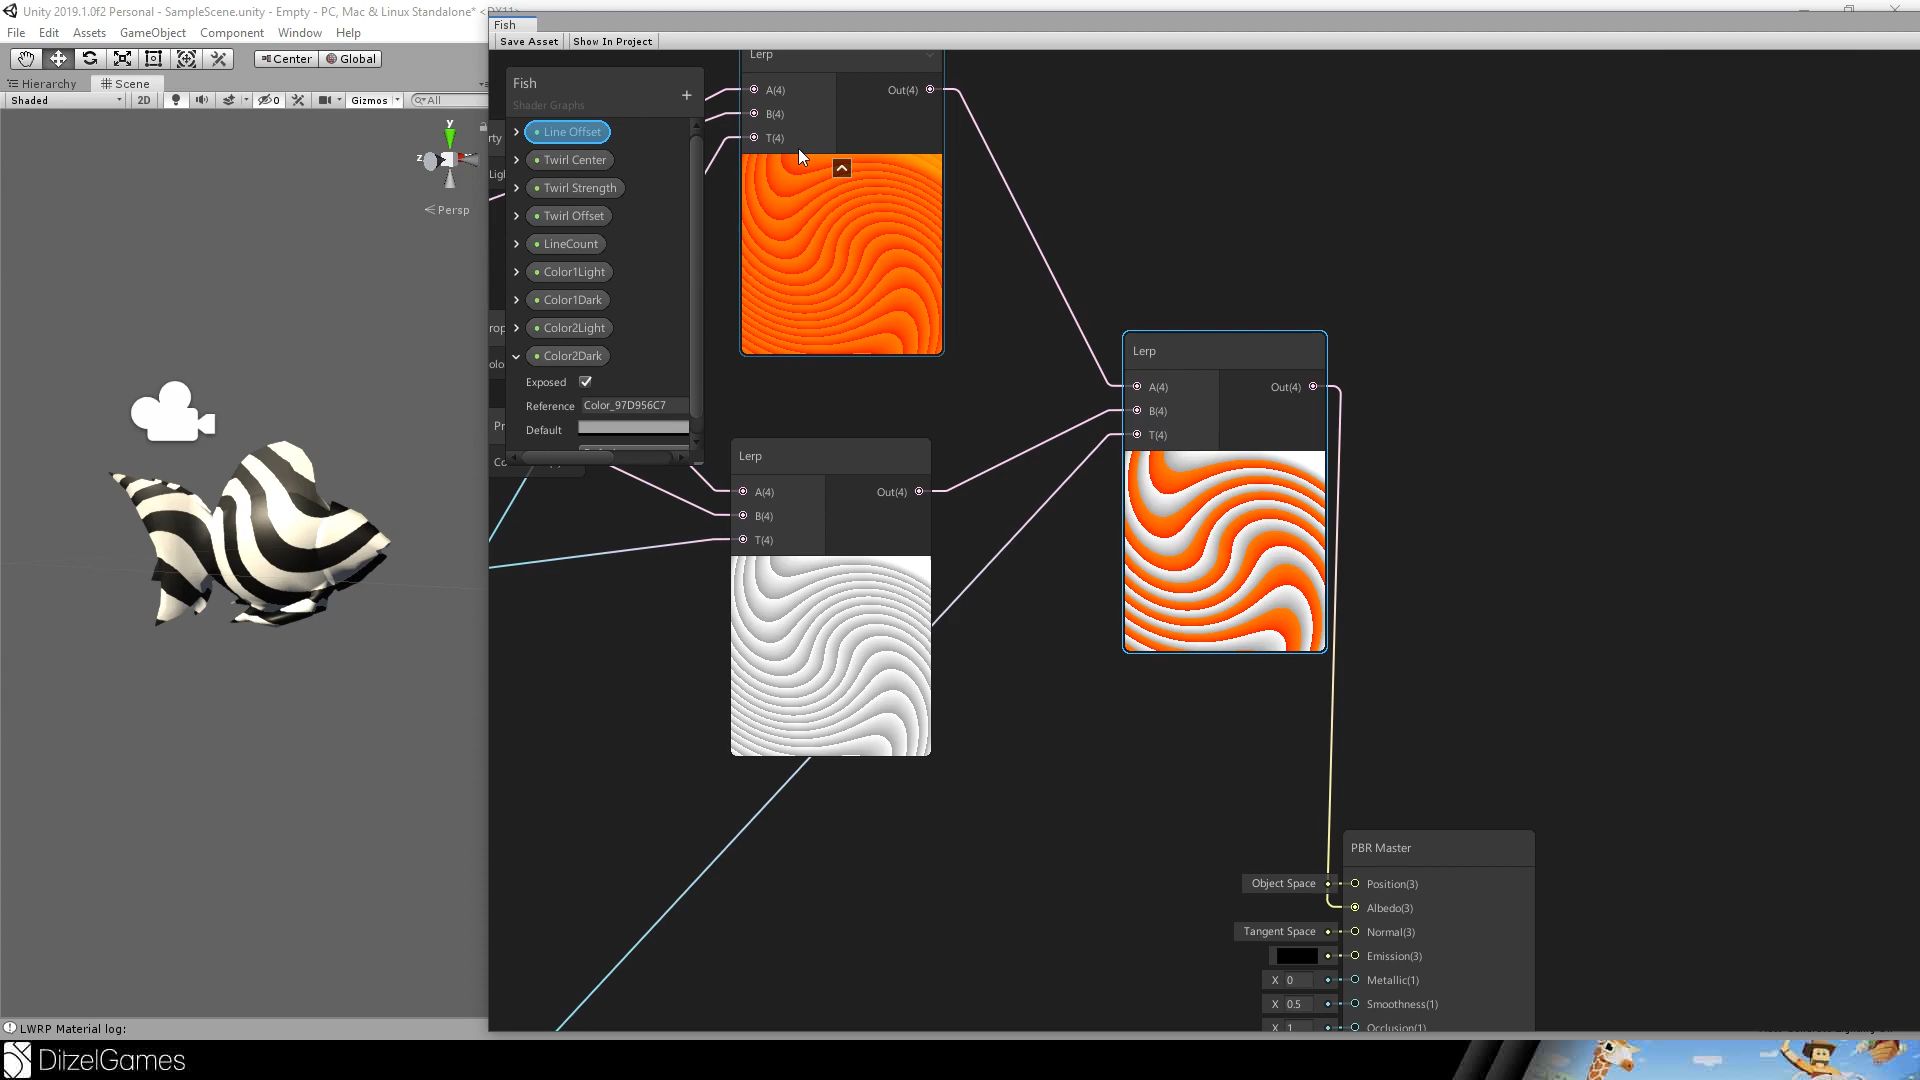 Unity 2019.1.0f2 Personal - SampleScene.unity - Empty - PC, Mac & Linux Standalone* <DX11>
File Edit Assets GameObject Component Window Help
Center Global
Hierarchy Scene
Shaded 2D 0 Gizmos All
y
z
Persp
Fish
Save Asset Show In Project
Fish
Shader Graphs
Line Offset
Twirl Center
Twirl Strength
Twirl Offset
LineCount
Color1Light
Color1Dark
Color2Light
Color2Dark
Exposed
Reference Color_97D956C7
Default
Lerp
A(4) Out(4)
B(4)
T(4)
Lerp
A(4) Out(4)
B(4)
T(4)
Lerp
A(4) Out(4)
B(4)
T(4)
PBR Master
Object Space Position(3)
Albedo(3)
Tangent Space Normal(3)
Emission(3)
X 0 Metallic(1)
X 0.5 Smoothness(1)
X 1 Occlusion(1)
LWRP Material log:
DitzelGames